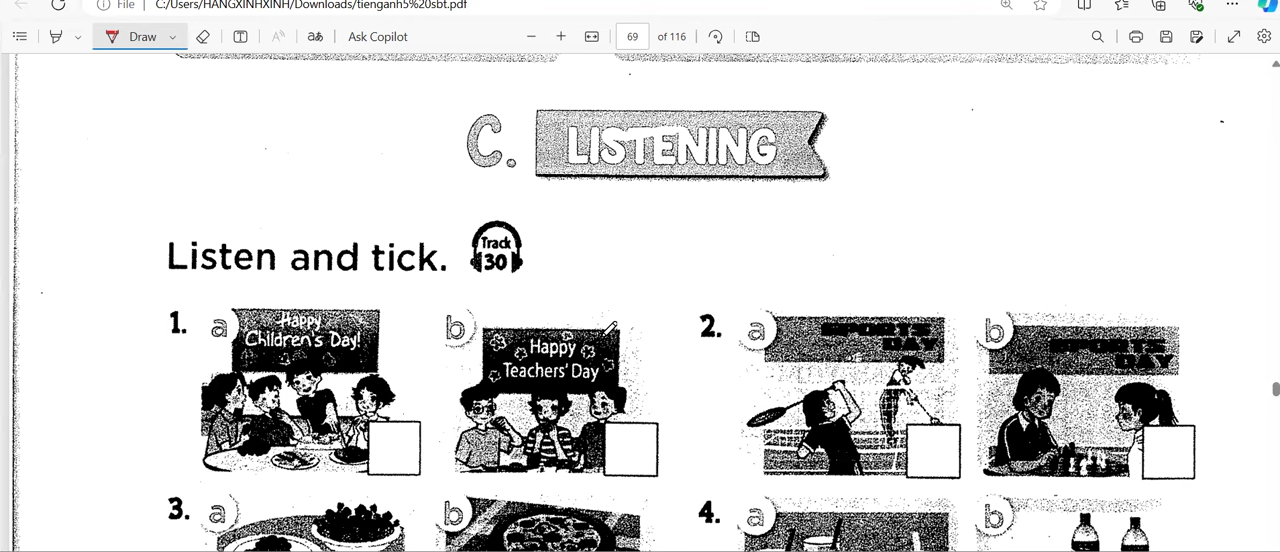 File C:/Users/HANGXINHXINH/Downloads/tienganh5%20sbt.pdf
Draw Ask Copilot 69 of 116
C. LISTENING
Listen and tick. Track 30
1. a b 2. a b
Happy
Children's Day!
Happy
Teachers' Day
SPORTS
DAY
SPORTS
DAY
3. a b 4. a b